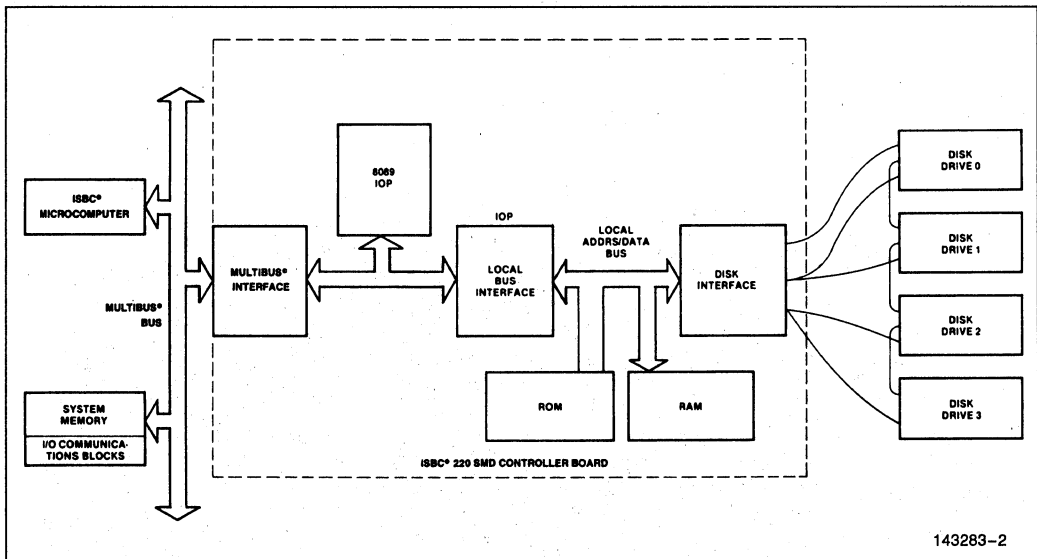 ISBC®
MICROCOMPUTER
MULTIBUS®
BUS
SYSTEM
MEMORY
I/O COMMUNICA-
TIONS BLOCKS
MULTIBUS®
INTERFACE
8089
IOP
IOP
LOCAL
BUS
INTERFACE
LOCAL
ADDRS/DATA
BUS
DISK
INTERFACE
ROM
RAM
ISBC® 220 SMD CONTROLLER BOARD
DISK
DRIVE 0
DISK
DRIVE 1
DISK
DRIVE 2
DISK
DRIVE 3
143283-2